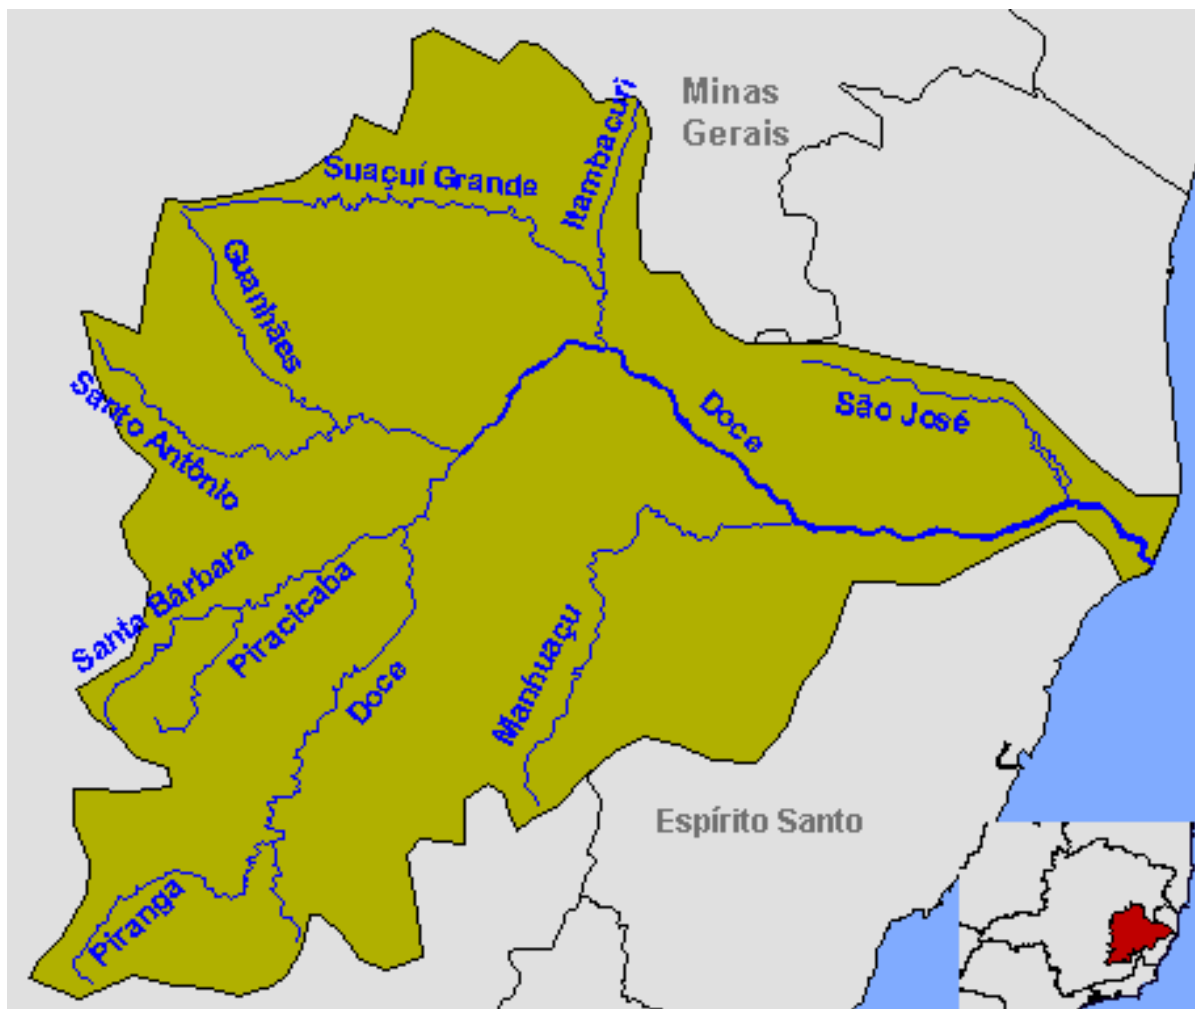 Minas
Gerais
Itambacuri
Suaçuí Grande
Guanhães
Santo Antônio
Doce
São José
Santa Bárbara
Piracicaba
Manhuaçu
Doce
Espírito Santo
Piranga